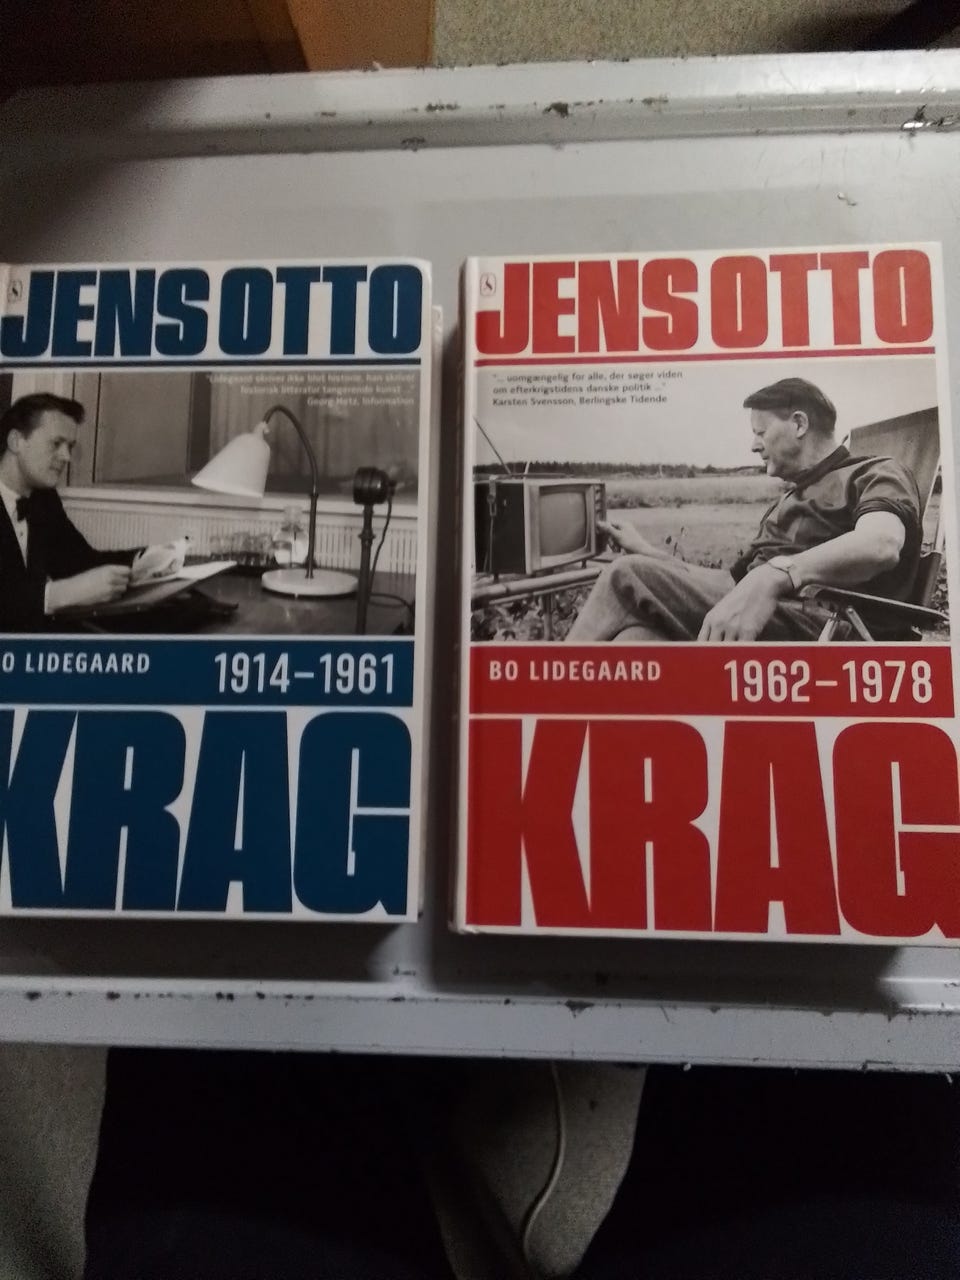 JENS OTTO
"Lidegaard skriver ikke blot historie, han skriver
historisk litteratur tangerende kunst ..."
Georg Metz, Information
O LIDEGAARD
1914–1961
KRAG
JENS OTTO
"... uomgængelig for alle, der søger viden
om efterkrigstidens danske politik ..."
Karsten Svensson, Berlingske Tidende
BO LIDEGAARD
1962–1978
KRAG